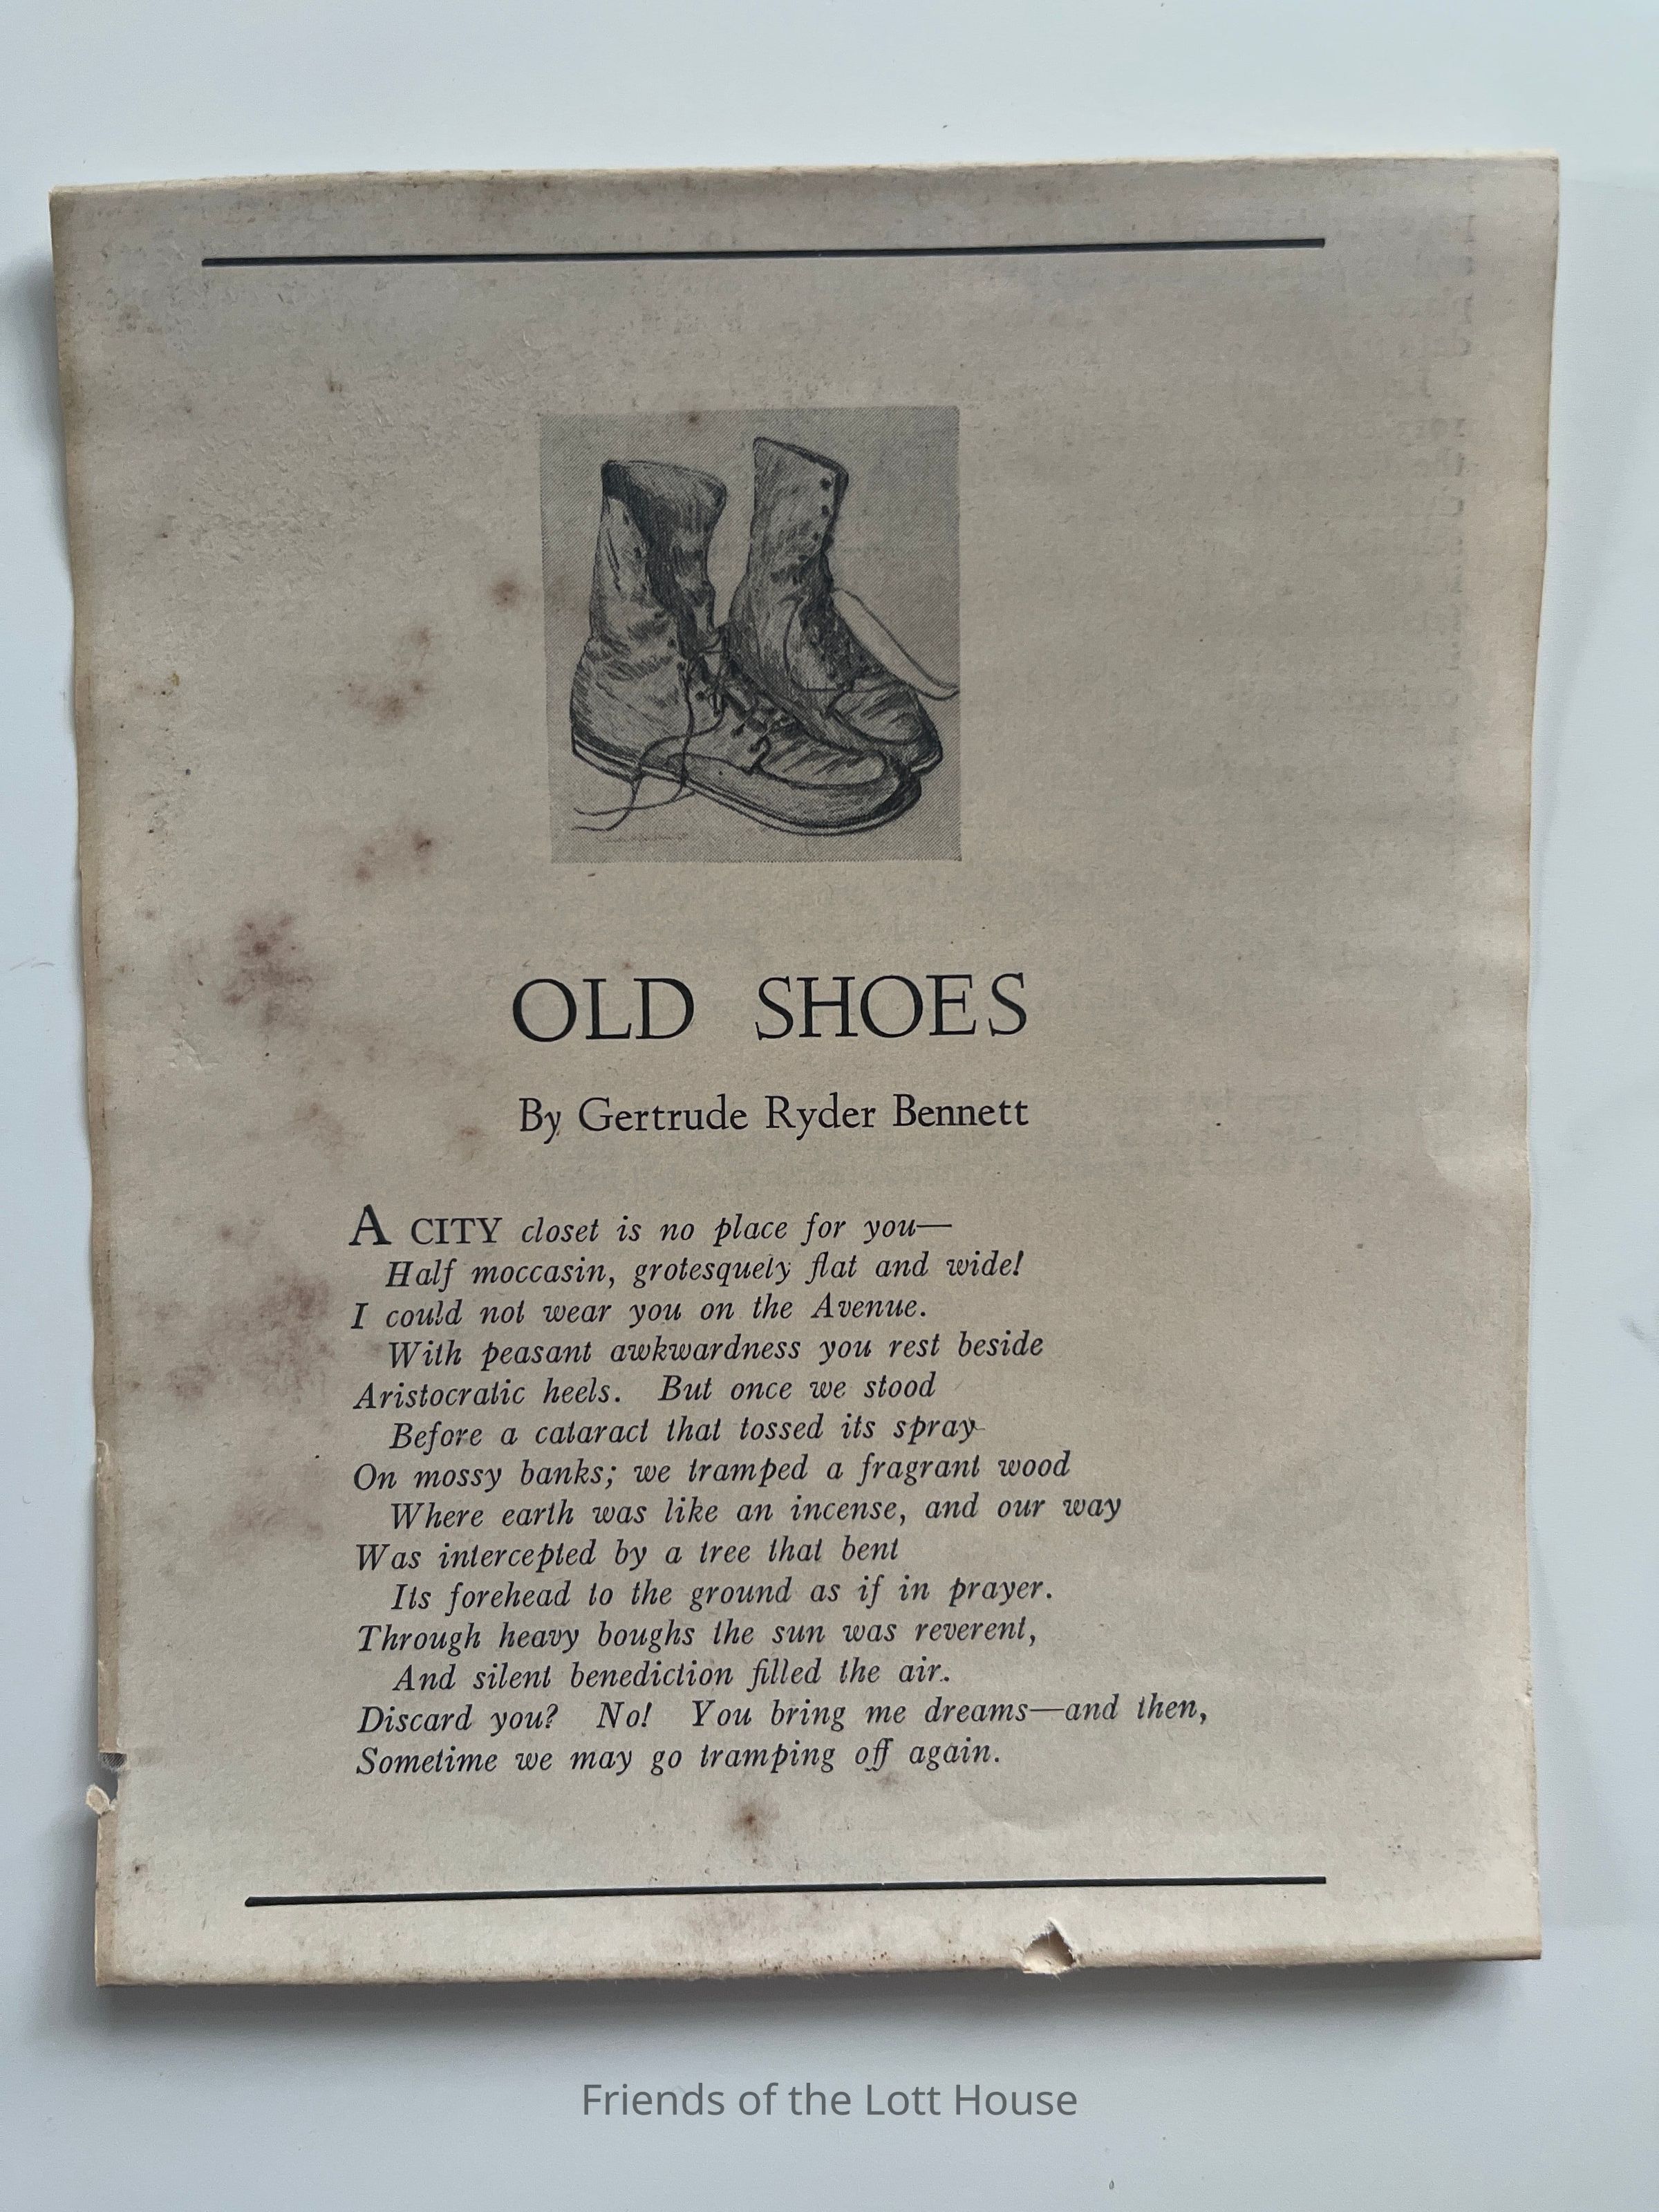 OLD SHOES
By Gertrude Ryder Bennett
A CITY closet is no place for you—
Half moccasin, grotesquely flat and wide!
I could not wear you on the Avenue.
With peasant awkwardness you rest beside
Aristocratic heels. But once we stood
Before a cataract that tossed its spray
On mossy banks; we tramped a fragrant wood
Where earth was like an incense, and our way
Was intercepted by a tree that bent
Its forehead to the ground as if in prayer.
Through heavy boughs the sun was reverent,
And silent benediction filled the air.
Discard you? No! You bring me dreams—and then,
Sometime we may go tramping off again.
Friends of the Lott House